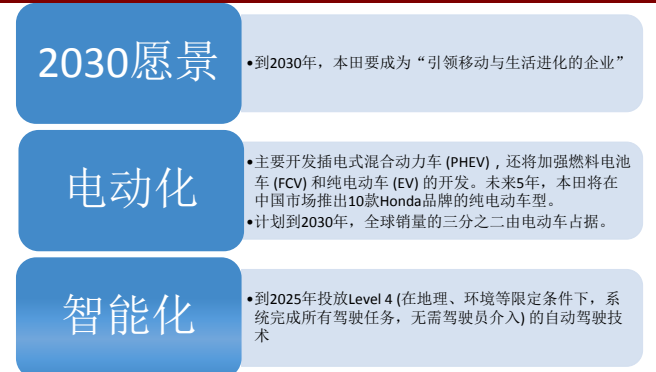 2030愿景
•到2030年，本田要成为“引领移动与生活进化的企业”
电动化
•主要开发插电式混合动力车 (PHEV)，还将加强燃料电池
车 (FCV) 和纯电动车 (EV) 的开发。未来5年，本田将在
中国市场推出10款Honda品牌的纯电动车型。
•计划到2030年，全球销量的三分之二由电动车占据。
智能化
•到2025年投放Level 4 (在地理、环境等限定条件下，系
统完成所有驾驶任务，无需驾驶员介入) 的自动驾驶技
术